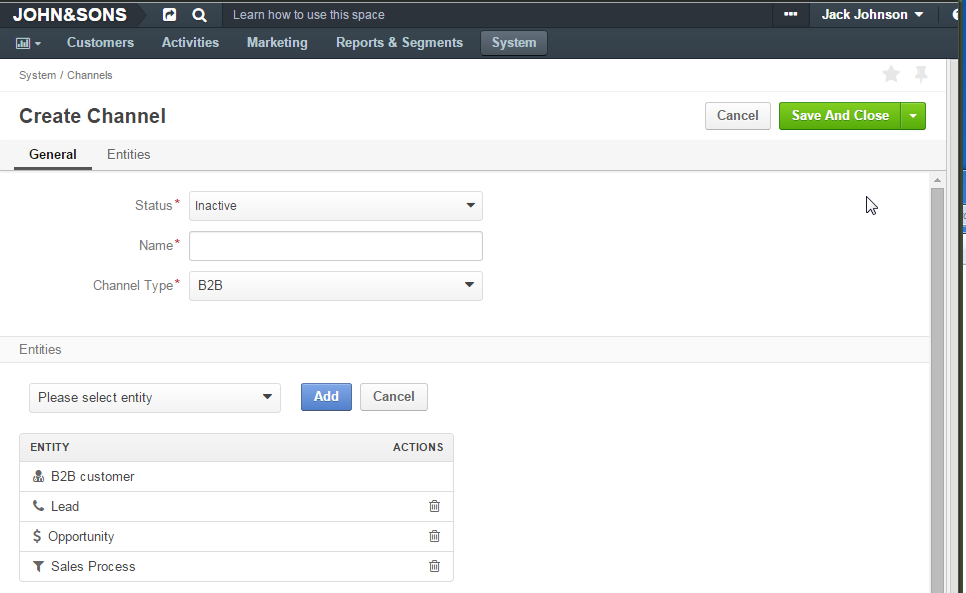 JOHN&SONS Learn how to use this space ••• Jack Johnson
Customers Activities Marketing Reports & Segments System
System / Channels
Create Channel Cancel Save And Close
General Entities
Status* Inactive
Name*
Channel Type* B2B
Entities
Please select entity Add Cancel
ENTITY ACTIONS
B2B customer
Lead
$ Opportunity
Sales Process